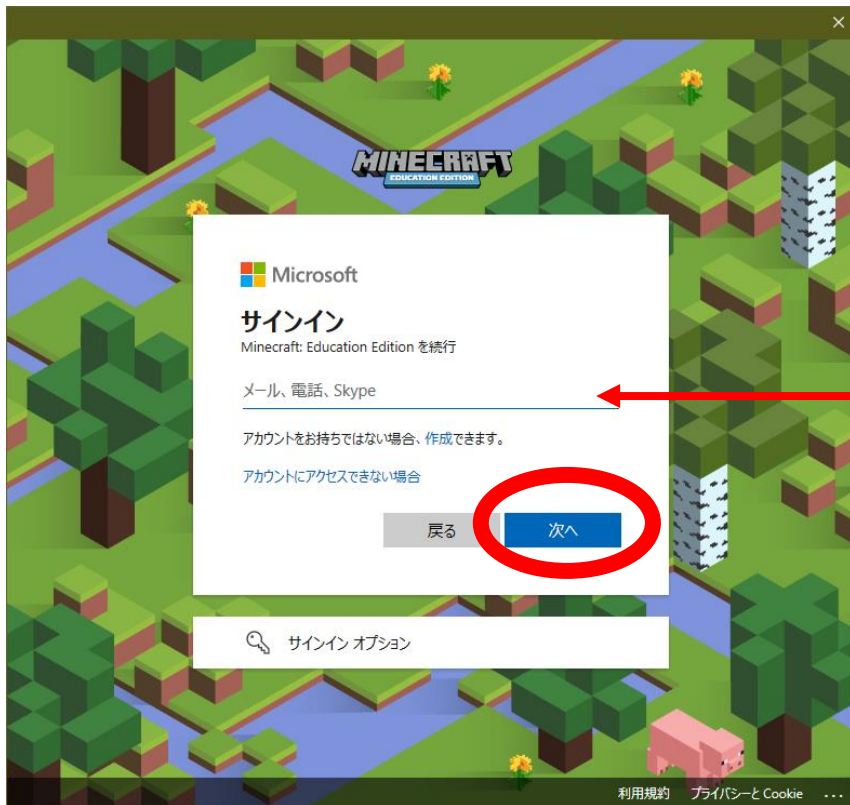 MINECRAFT
EDUCATION EDITION
Microsoft
サインイン
Minecraft: Education Edition を続行
メール、電話、Skype
アカウントをお持ちではない場合、作成できます。
アカウントにアクセスできない場合
戻る 次へ
サインイン オプション
利用規約 プライバシーと Cookie ...